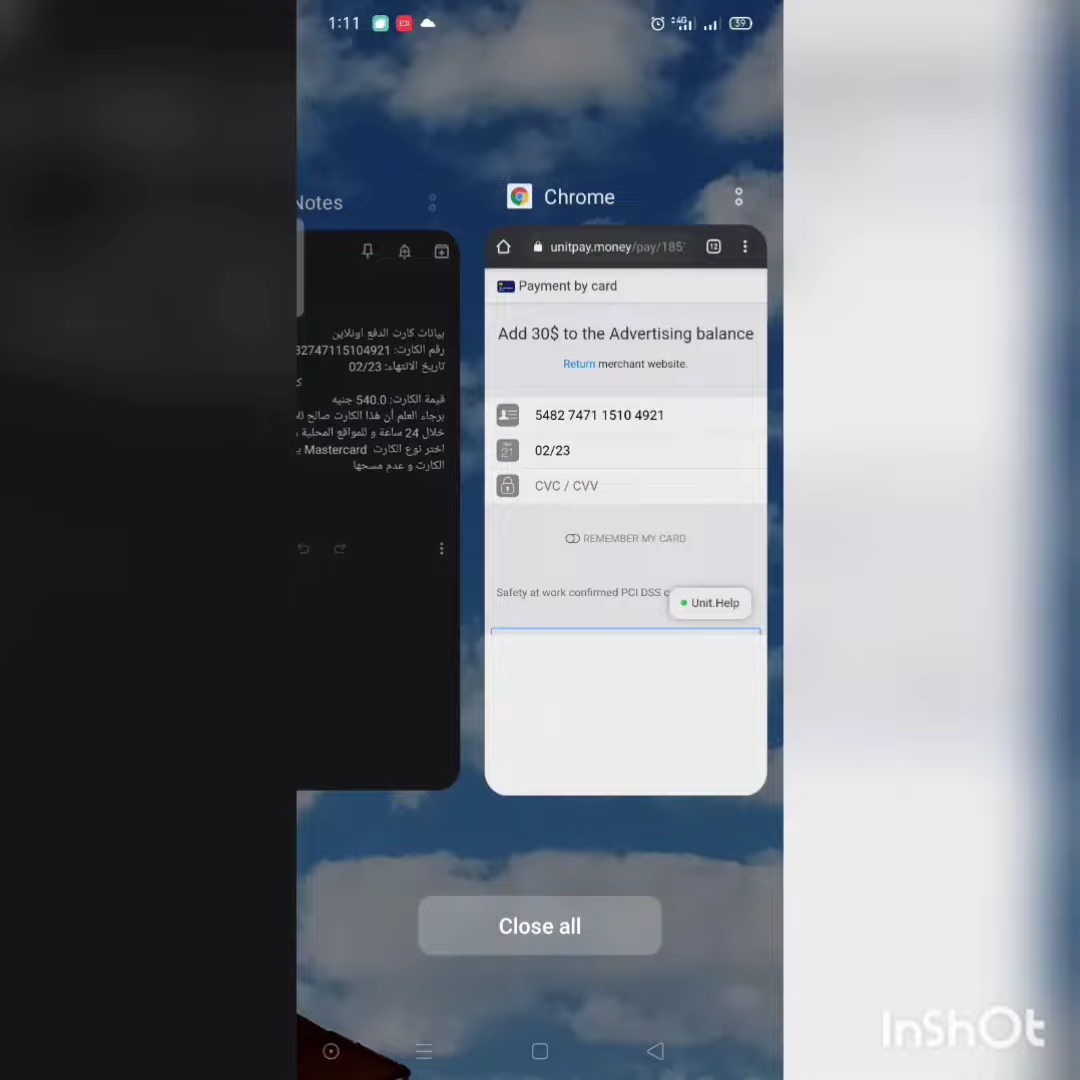 1:11
4G
39
Notes
Chrome
unitpay.money/pay/185
12
Payment by card
Add 30$ to the Advertising balance
Return merchant website.
5482 7471 1510 4921
02/23
CVC / CVV
REMEMBER MY CARD
Safety at work confirmed PCI DSS
Unit.Help
بيانات كارت الدفع اونلاين
رقم الكارت: 32747115104921
تاريخ الانتهاء: 02/23
قيمة الكارت: 540.0 جنيه
برجاء العلم أن هذا الكارت صالح
خلال 24 ساعة و للمواقع المحلية
اختر نوع الكارت Mastercard
الكارت و عدم مسحها
Close all
InShOt